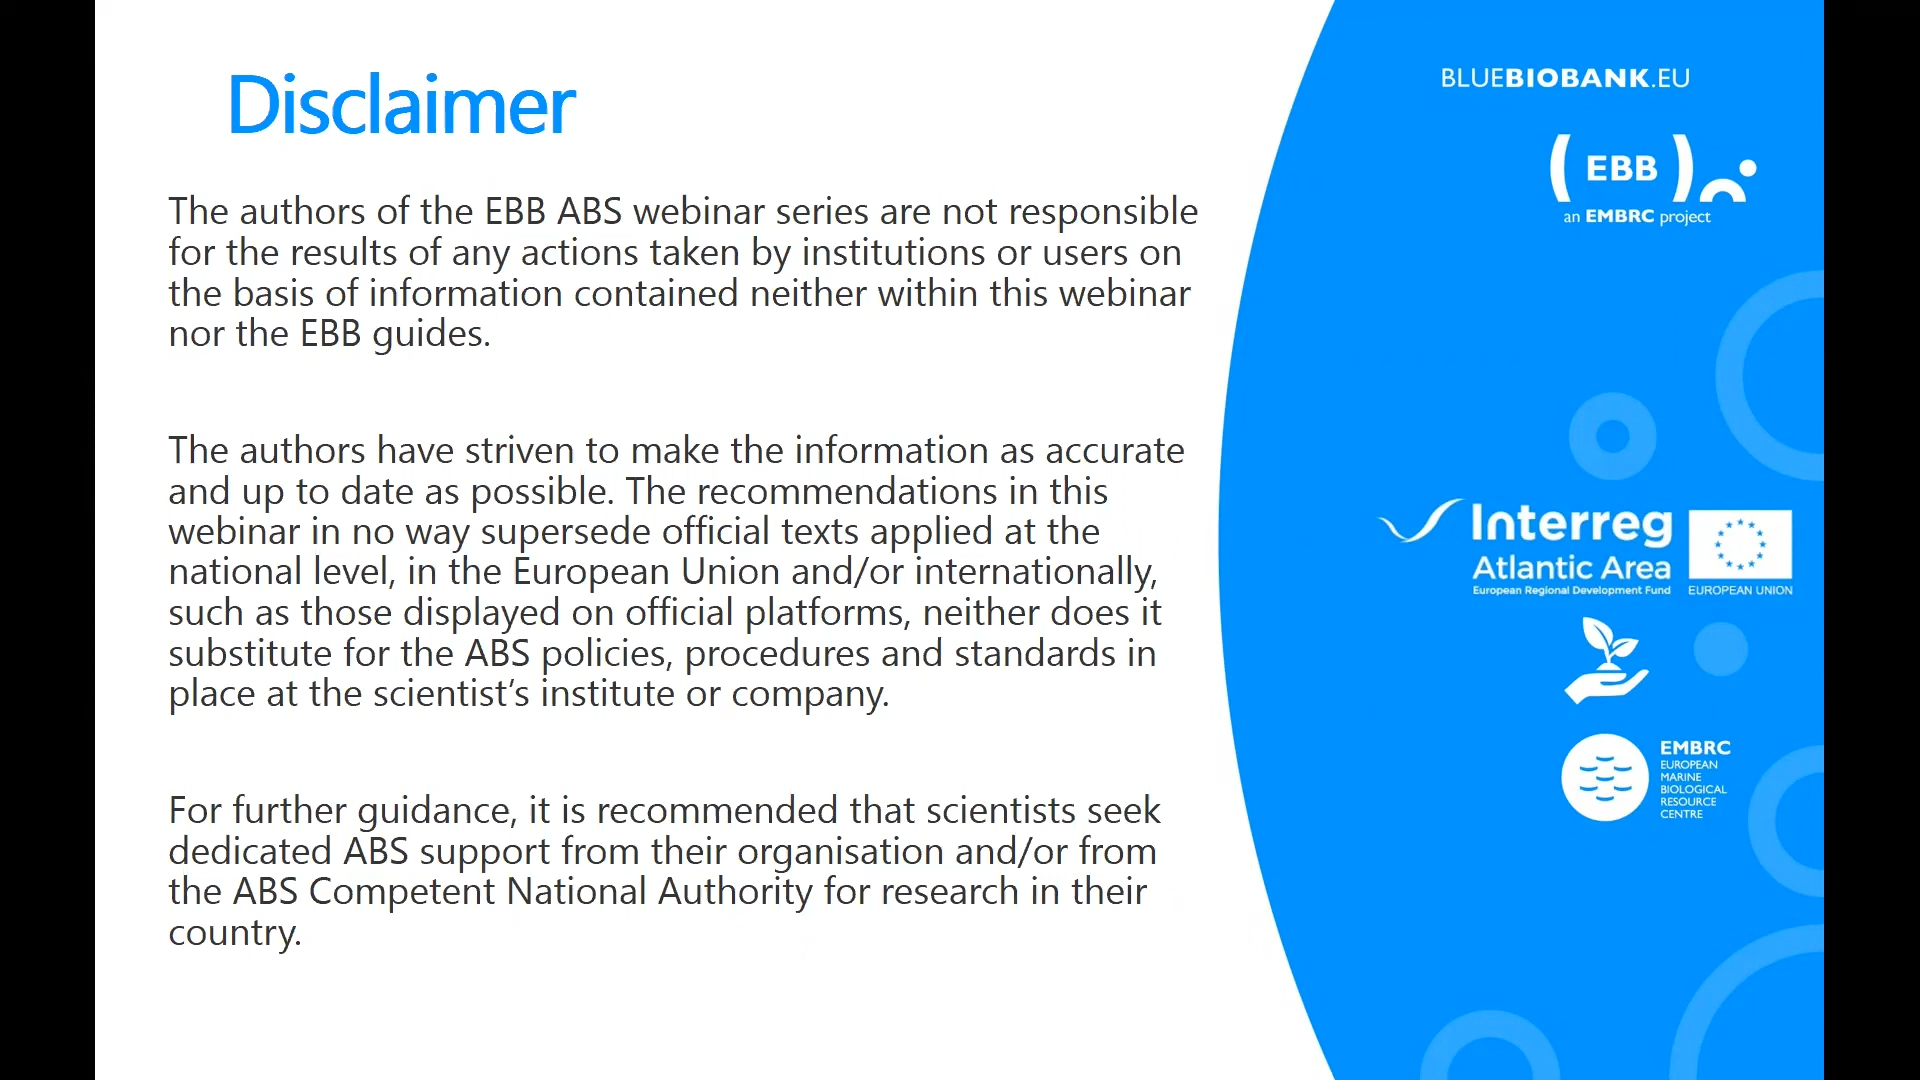 Disclaimer
The authors of the EBB ABS webinar series are not responsible
for the results of any actions taken by institutions or users on
the basis of information contained neither within this webinar
nor the EBB guides.
The authors have striven to make the information as accurate
and up to date as possible. The recommendations in this
webinar in no way supersede official texts applied at the
national level, in the European Union and/or internationally,
such as those displayed on official platforms, neither does it
substitute for the ABS policies, procedures and standards in
place at the scientist’s institute or company.
For further guidance, it is recommended that scientists seek
dedicated ABS support from their organisation and/or from
the ABS Competent National Authority for research in their
country.
BLUEBIOBANK.EU
(EBB)
an EMBRC project
Interreg
Atlantic Area
European Regional Development Fund
EUROPEAN UNION
EMBRC
EUROPEAN
MARINE
BIOLOGICAL
RESOURCE
CENTRE